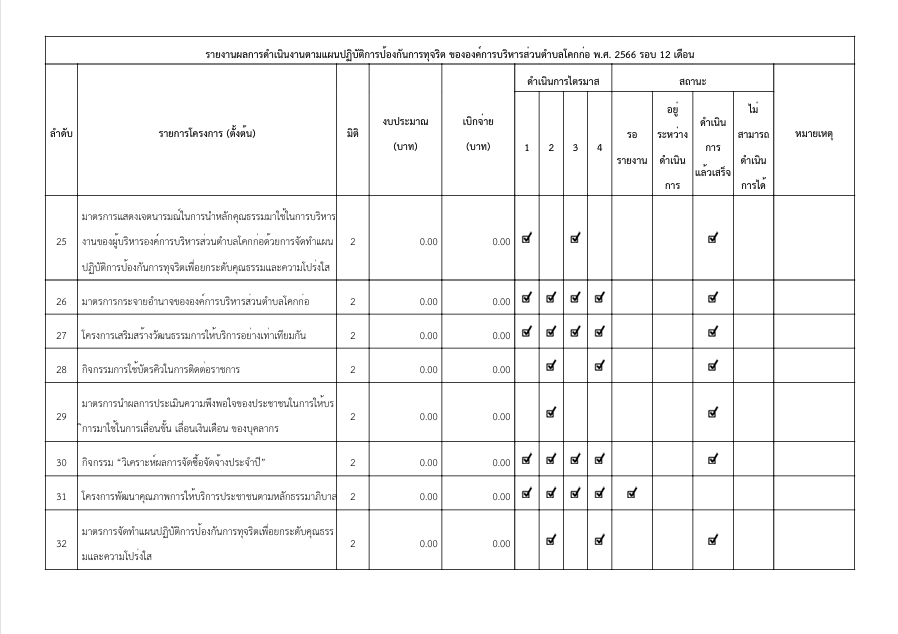 รายงานผลการดำเนินงานตามแผนปฏิบัติการป้องกันการทุจริต ขององค์การบริหารส่วนตำบลโคกก่อ พ.ศ. 2566 รอบ 12 เดือน
ลำดับ รายการโครงการ (ตั้งต้น) มิติ งบประมาณ (บาท) เบิกจ่าย (บาท) ดำเนินการไตรมาส สถานะ หมายเหตุ
1 2 3 4 รอรายงาน อยู่ระหว่างดำเนินการ ดำเนินการแล้วเสร็จ ไม่สามารถดำเนินการได้
มาตรการแสดงเจตนารมณ์ในการนำหลักคุณธรรมมาใช้ในการบริหาร
25 งานของผู้บริหารองค์การบริหารส่วนตำบลโคกก่อด้วยการจัดทำแผน 2 0.00 0.00 ☑ ☑ ☑
ปฏิบัติการป้องกันการทุจริตเพื่อยกระดับคุณธรรมและความโปร่งใส
26 มาตรการกระจายอำนาจขององค์การบริหารส่วนตำบลโคกก่อ 2 0.00 0.00 ☑ ☑ ☑ ☑ ☑
27 โครงการเสริมสร้างวัฒนธรรมการให้บริการอย่างเท่าเทียมกัน 2 0.00 0.00 ☑ ☑ ☑ ☑ ☑
28 กิจกรรมการใช้บัตรคิวในการติดต่อราชการ 2 0.00 0.00 ☑ ☑ ☑
มาตรการนำผลการประเมินความพึงพอใจของประชาชนในการให้บร
29 ิการมาใช้ในการเลื่อนขั้น เลื่อนเงินเดือน ของบุคลากร 2 0.00 0.00 ☑ ☑
30 กิจกรรม “วิเคราะห์ผลการจัดซื้อจัดจ้างประจำปี” 2 0.00 0.00 ☑ ☑ ☑ ☑ ☑
31 โครงการพัฒนาคุณภาพการให้บริการประชาชนตามหลักธรรมาภิบาล 2 0.00 0.00 ☑ ☑ ☑ ☑ ☑
มาตรการจัดทำแผนปฏิบัติการป้องกันการทุจริตเพื่อยกระดับคุณธรร
32 มและความโปร่งใส 2 0.00 0.00 ☑ ☑ ☑